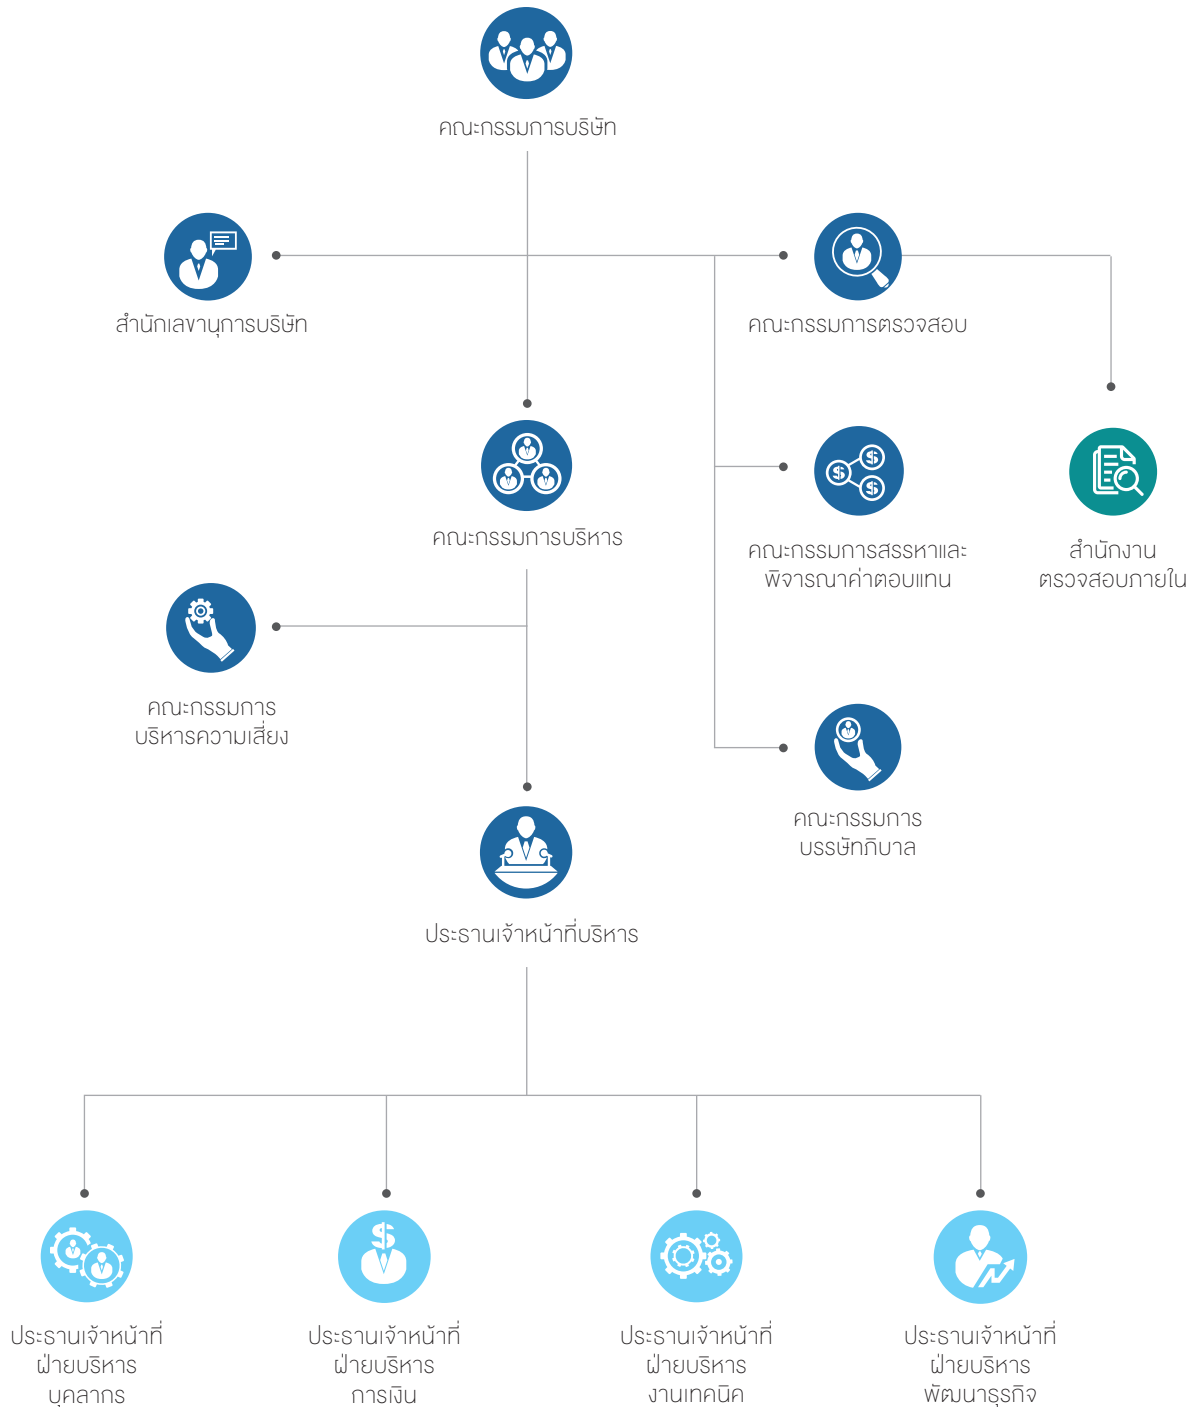 คณะกรรมการบริษัท
สำนักเลขานุการบริษัท
คณะกรรมการตรวจสอบ
คณะกรรมการบริหาร
คณะกรรมการสรรหาและ
พิจารณาค่าตอบแทน
สำนักงาน
ตรวจสอบภายใน
คณะกรรมการ
บริหารความเสี่ยง
คณะกรรมการ
บรรษัทภิบาล
ประธานเจ้าหน้าที่บริหาร
ประธานเจ้าหน้าที่
ฝ่ายบริหาร
บุคลากร
ประธานเจ้าหน้าที่
ฝ่ายบริหาร
การเงิน
ประธานเจ้าหน้าที่
ฝ่ายบริหาร
งานเทคนิค
ประธานเจ้าหน้าที่
ฝ่ายบริหาร
พัฒนาธุรกิจ